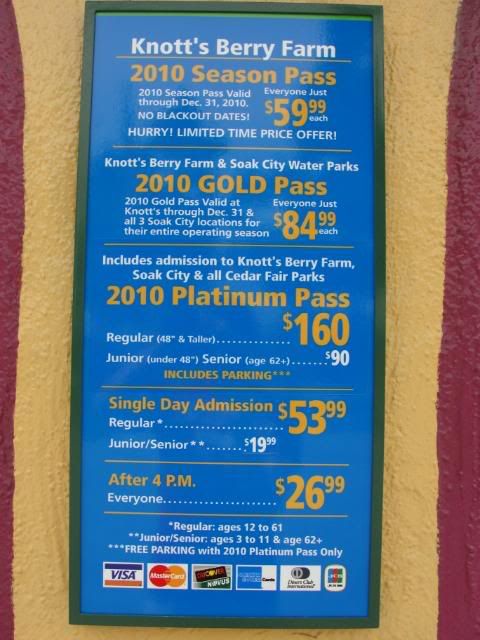 Knott's Berry Farm
2010 Season Pass
2010 Season Pass Valid
through Dec. 31, 2010.
NO BLACKOUT DATES!
Everyone Just
$59.99
each
HURRY! LIMITED TIME PRICE OFFER!
Knott's Berry Farm & Soak City Water Parks
2010 GOLD Pass
2010 Gold Pass Valid at
Knott's through Dec. 31 &
all 3 Soak City locations for
their entire operating season
Everyone Just
$84.99
each
Includes admission to Knott's Berry Farm,
Soak City & all Cedar Fair Parks
2010 Platinum Pass
Regular (48" & Taller).............. $160
Junior (under 48") Senior (age 62+)....... $90
INCLUDES PARKING***
Single Day Admission $53.99
Regular*.......................
Junior/Senior**....... $19.99
After 4 P.M.
Everyone...................... $26.99
*Regular: ages 12 to 61
**Junior/Senior: ages 3 to 11 & age 62+
***FREE PARKING with 2010 Platinum Pass Only
VISA MasterCard DISCOVER NOVUS Diners Club International JCB